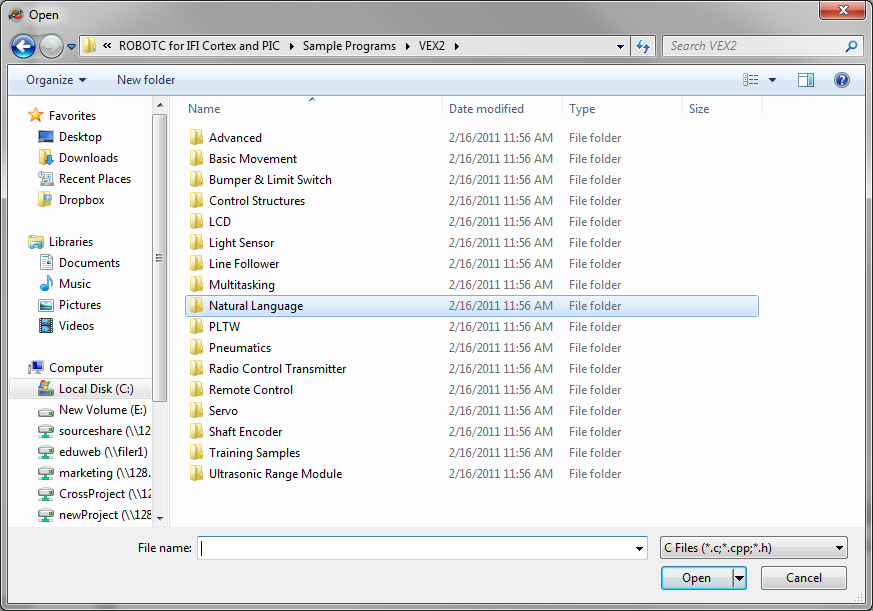 Open
« ROBOTC for IFI Cortex and PIC Sample Programs VEX2 Search VEX2
Organize New folder
Name Date modified Type Size
Favorites
Desktop
Downloads
Recent Places
Dropbox
Libraries
Documents
Music
Pictures
Videos
Computer
Local Disk (C:)
New Volume (E:)
sourceshare (\\12
eduweb (\\filer1)
marketing (\\128.
CrossProject (\\12
newProject (\\128
Advanced 2/16/2011 11:56 AM File folder
Basic Movement 2/16/2011 11:56 AM File folder
Bumper & Limit Switch 2/16/2011 11:56 AM File folder
Control Structures 2/16/2011 11:56 AM File folder
LCD 2/16/2011 11:56 AM File folder
Light Sensor 2/16/2011 11:56 AM File folder
Line Follower 2/16/2011 11:56 AM File folder
Multitasking 2/16/2011 11:56 AM File folder
Natural Language 2/16/2011 11:56 AM File folder
PLTW 2/16/2011 11:56 AM File folder
Pneumatics 2/16/2011 11:56 AM File folder
Radio Control Transmitter 2/16/2011 11:56 AM File folder
Remote Control 2/16/2011 11:56 AM File folder
Servo 2/16/2011 11:56 AM File folder
Shaft Encoder 2/16/2011 11:56 AM File folder
Training Samples 2/16/2011 11:56 AM File folder
Ultrasonic Range Module 2/16/2011 11:56 AM File folder
File name: C Files (*.c;*.cpp;*.h)
Open Cancel